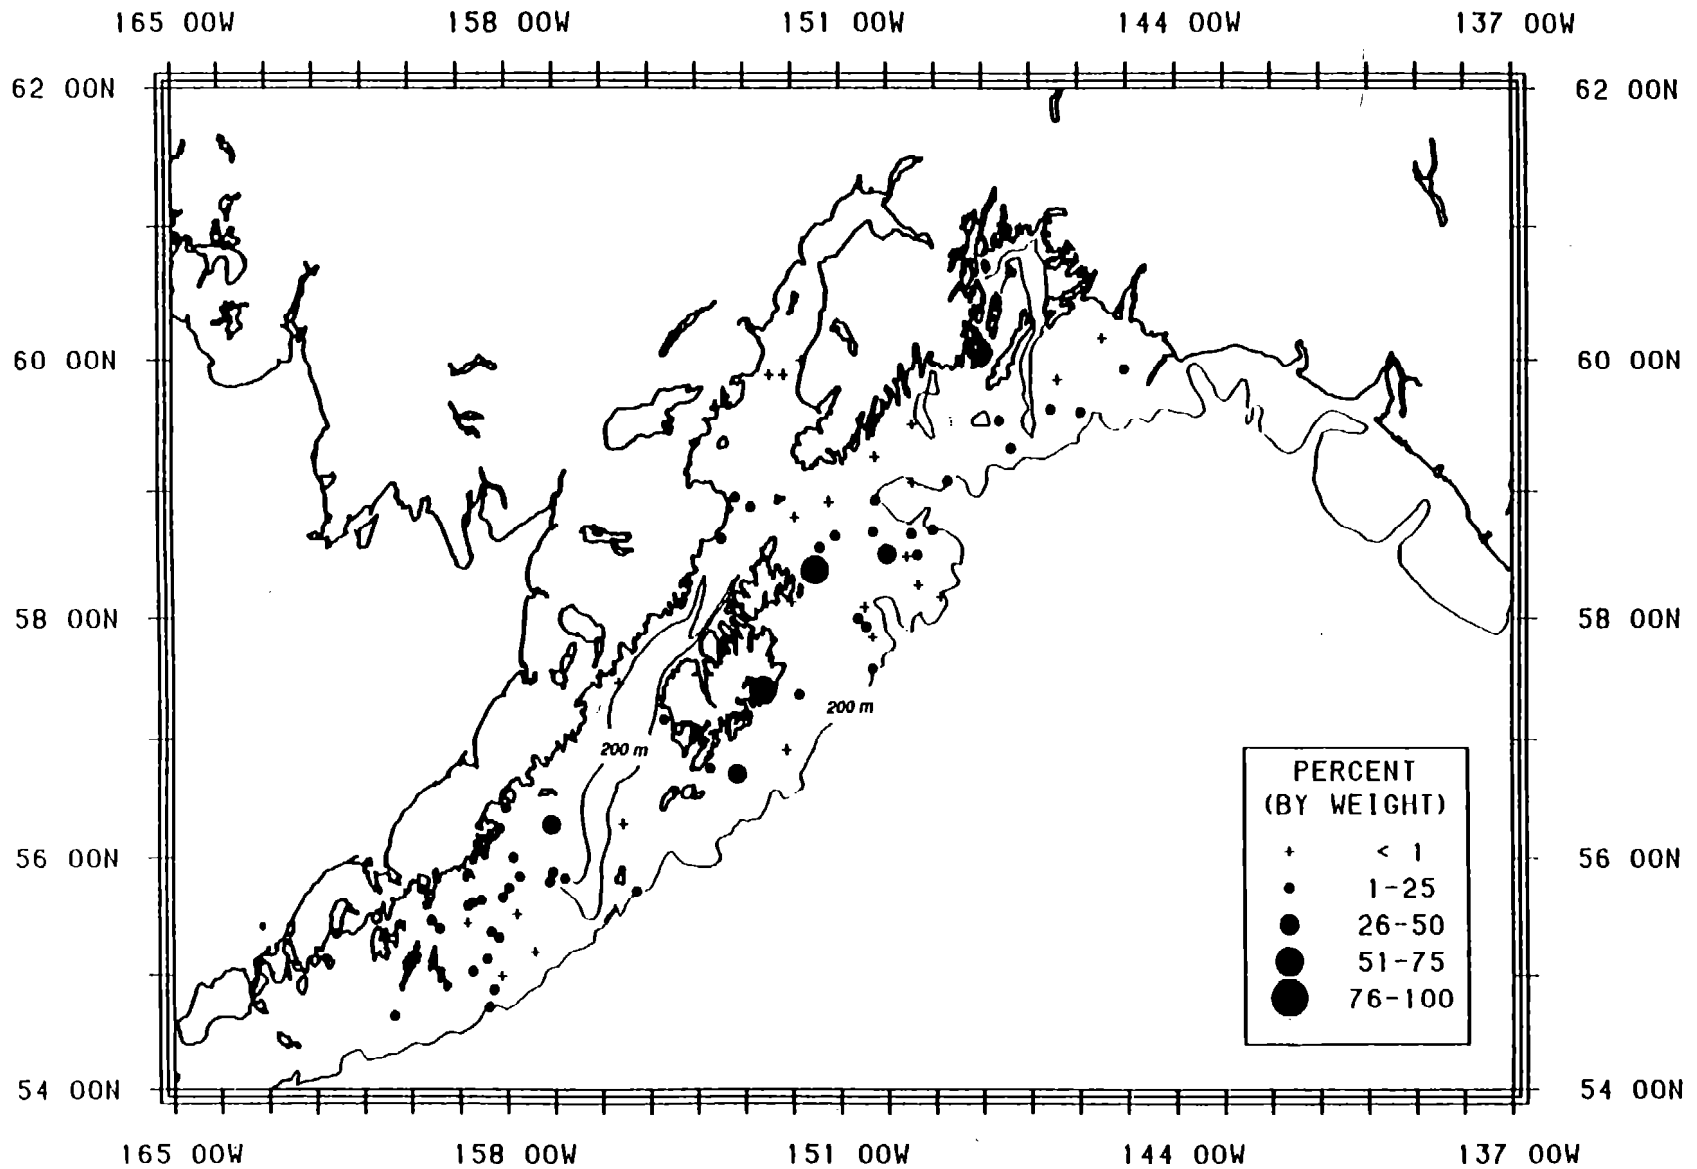 165 00W 158 00W 151 00W 144 00W 137 00W
62 00N 62 00N
60 00N 60 00N
58 00N 58 00N
200 m
200 m
PERCENT
(BY WEIGHT)
< 1
1-25
26-50
51-75
76-100
56 00N 56 00N
54 00N 54 00N
165 00W 158 00W 151 00W 144 00W 137 00W